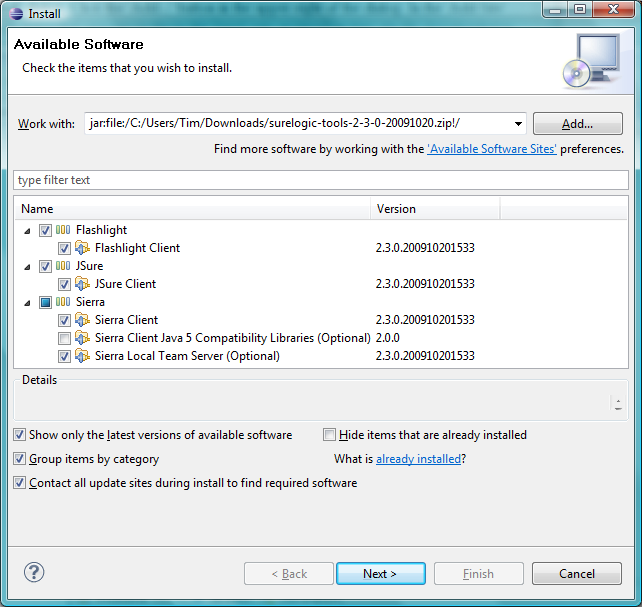 Install
Available Software
Check the items that you wish to install.
Work with: jar:file:/C:/Users/Tim/Downloads/surelogic-tools-2-3-0-20091020.zip!/ Add...
Find more software by working with the 'Available Software Sites' preferences.
type filter text
Name Version
Flashlight
Flashlight Client 2.3.0.200910201533
JSure
JSure Client 2.3.0.200910201533
Sierra
Sierra Client 2.3.0.200910201533
Sierra Client Java 5 Compatibility Libraries (Optional) 2.0.0
Sierra Local Team Server (Optional) 2.3.0.200910201533
Details
Show only the latest versions of available software Hide items that are already installed
Group items by category What is already installed?
Contact all update sites during install to find required software
? < Back Next > Finish Cancel